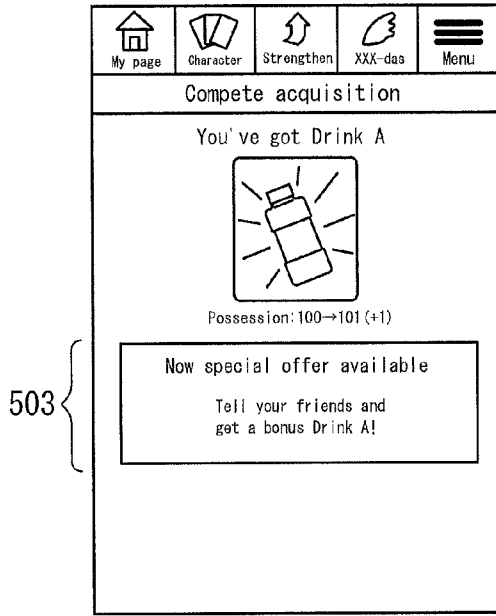 My page Character Strengthen XXX-das Menu
Compete acquisition
You've got Drink A
Possession:100→101(+1)
503
Now special offer available
Tell your friends and
get a bonus Drink A!